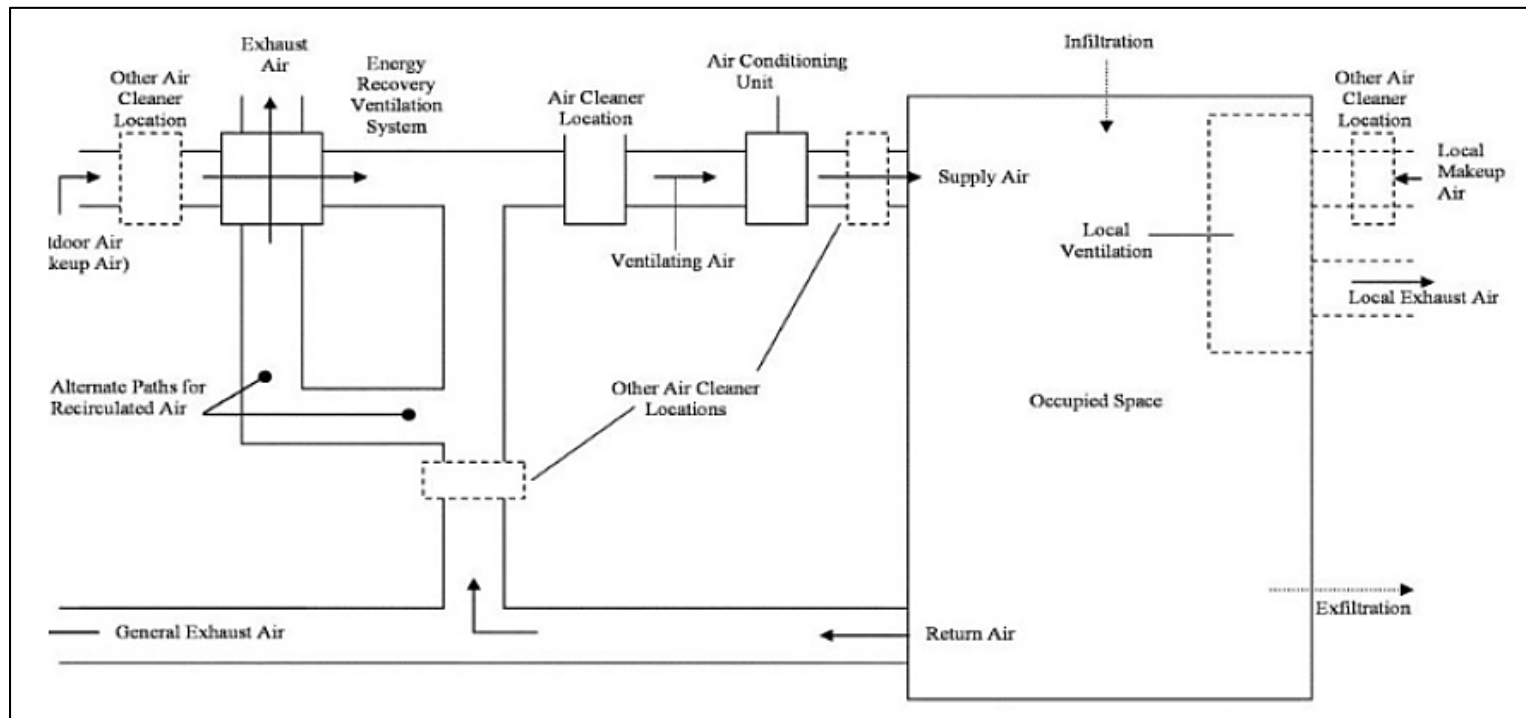 Exhaust
Air
Other Air
Cleaner
Location
Energy
Recovery
Ventilation
System
Air Cleaner
Location
Air Conditioning
Unit
Infiltration
Other Air
Cleaner
Location
Local
Makeup
Air
Supply Air
tdoor Air
keup Air)
Ventilating Air
Local
Ventilation
Local Exhaust Air
Alternate Paths for
Recirculated Air
Other Air Cleaner
Locations
Occupied Space
Exfiltration
General Exhaust Air
Return Air